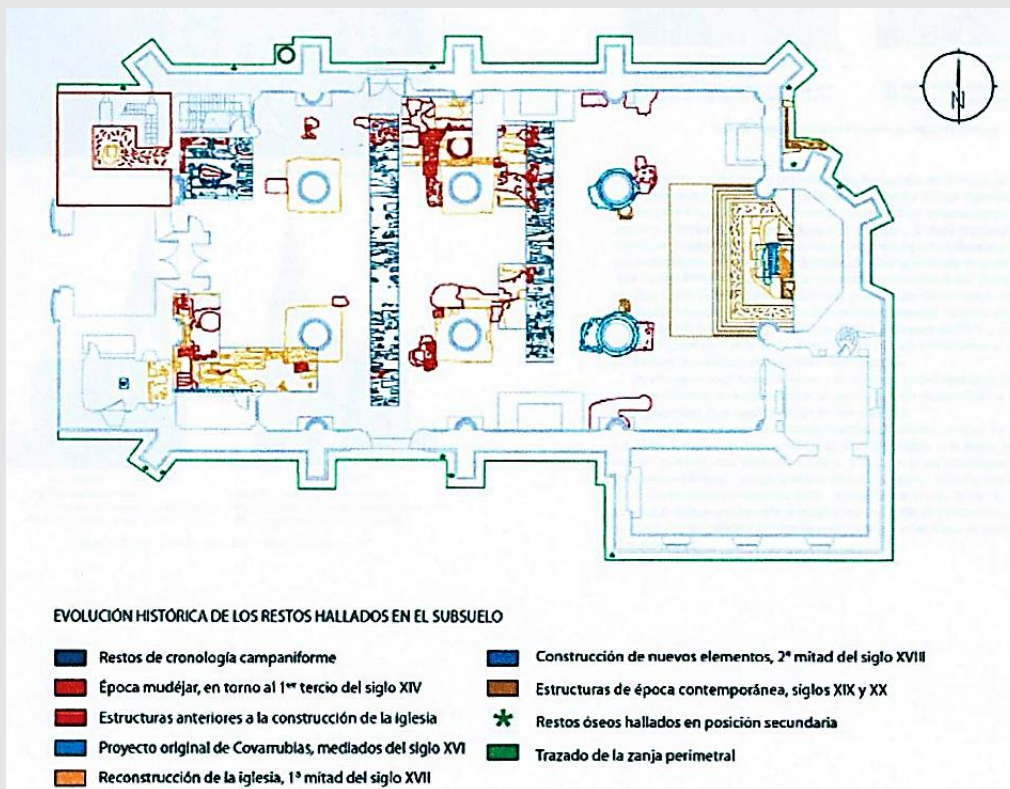 N
EVOLUCIÓN HISTÓRICA DE LOS RESTOS HALLADOS EN EL SUBSUELO
Restos de cronología campaniforme
Época mudéjar, en torno al 1er tercio del siglo XIV
Estructuras anteriores a la construcción de la iglesia
Proyecto original de Covarrubias, mediados del siglo XVI
Reconstrucción de la iglesia, 1ª mitad del siglo XVII
Construcción de nuevos elementos, 2ª mitad del siglo XVIII
Estructuras de época contemporánea, siglos XIX y XX
Restos óseos hallados en posición secundaria
Trazado de la zanja perimetral